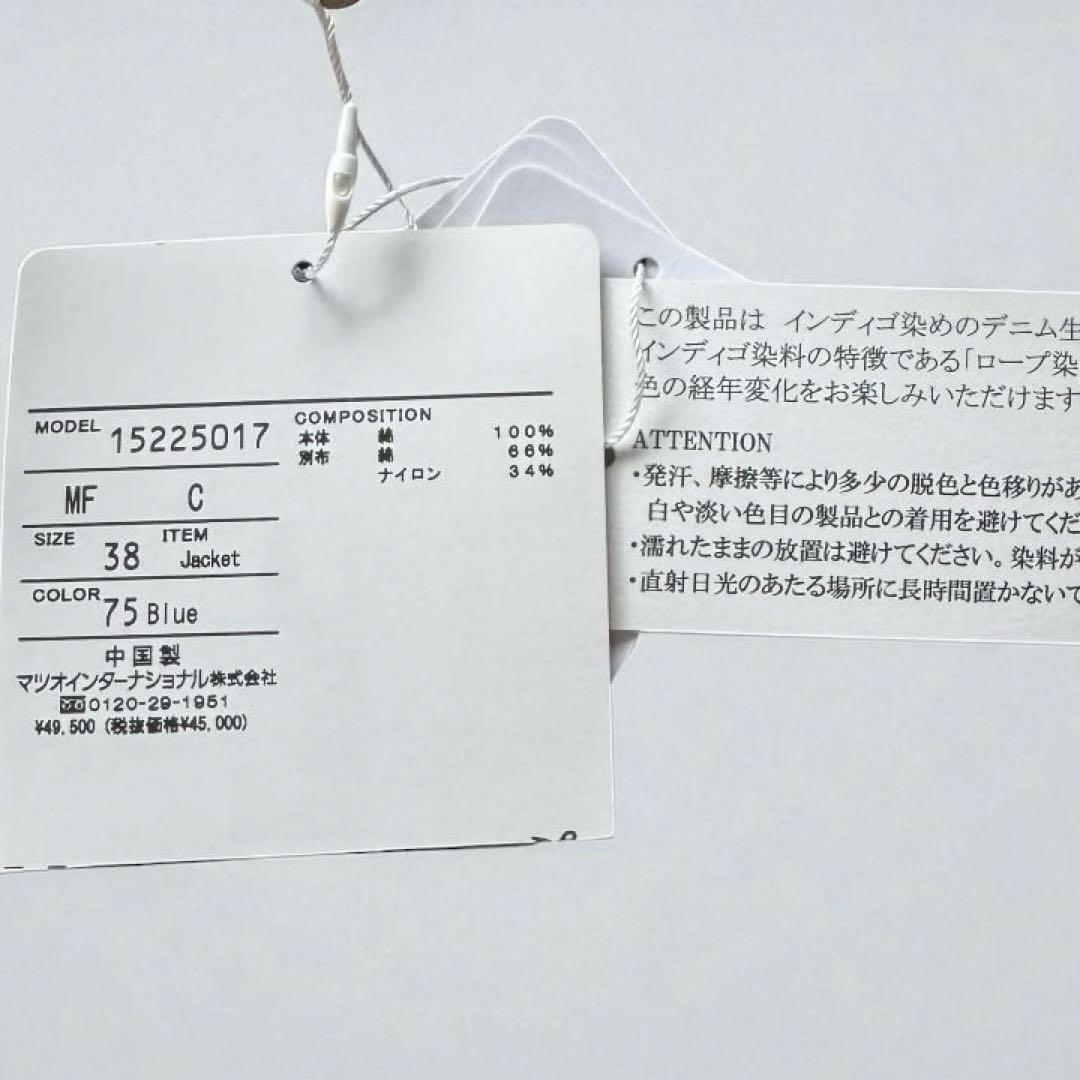 MODEL 15225017
MF C
SIZE 38 ITEM Jacket
COLOR 75 Blue
中国製
マツオインターナショナル株式会社
0120-29-1951
¥49,500 (税抜価格¥45,000)
COMPOSITION
本体 綿 100%
別布 綿 66%
ナイロン 34%
この製品は インディゴ染めのデニム生
インディゴ染料の特徴である「ロープ染
色の経年変化をお楽しみいただけます
ATTENTION
・発汗、摩擦等により多少の脱色と色移りがあ
白や淡い色目の製品との着用を避けてくだ
・濡れたままの放置は避けてください。染料が
・直射日光のあたる場所に長時間置かないで